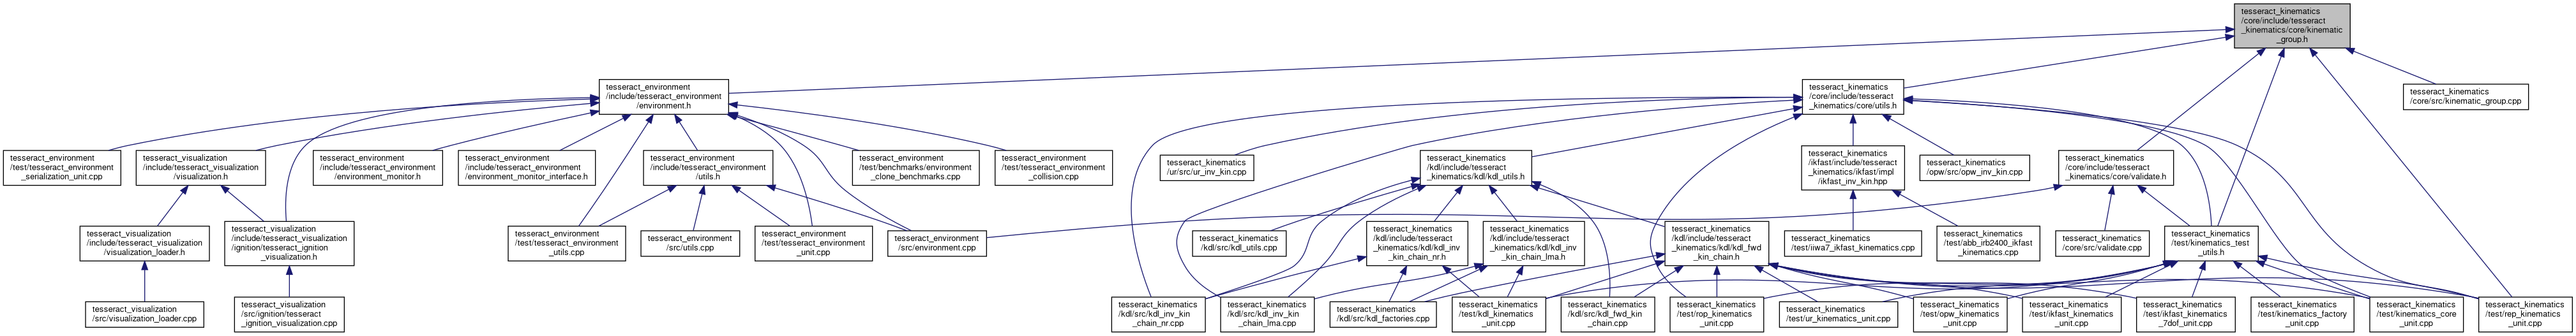 tesseract_kinematics
/core/include/tesseract
_kinematics/core/kinematic
_group.h
tesseract_environment
/include/tesseract_environment
/environment.h
tesseract_kinematics
/core/include/tesseract
_kinematics/core/utils.h
tesseract_kinematics
/core/src/kinematic_group.cpp
tesseract_environment
/test/tesseract_environment
_serialization_unit.cpp
tesseract_visualization
/include/tesseract_visualization
/visualization.h
tesseract_environment
/include/tesseract_environment
/environment_monitor.h
tesseract_environment
/include/tesseract_environment
/environment_monitor_interface.h
tesseract_environment
/include/tesseract_environment
/utils.h
tesseract_environment
/test/benchmarks/environment
_clone_benchmarks.cpp
tesseract_environment
/test/tesseract_environment
_collision.cpp
tesseract_kinematics
/ur/src/ur_inv_kin.cpp
tesseract_kinematics
/kdl/include/tesseract
_kinematics/kdl/kdl_utils.h
tesseract_kinematics
/ikfast/include/tesseract
_kinematics/ikfast/impl
/ikfast_inv_kin.hpp
tesseract_kinematics
/opw/src/opw_inv_kin.cpp
tesseract_kinematics
/core/include/tesseract
_kinematics/core/validate.h
tesseract_visualization
/include/tesseract_visualization
/visualization_loader.h
tesseract_visualization
/include/tesseract_visualization
/ignition/tesseract_ignition
_visualization.h
tesseract_environment
/test/tesseract_environment
_utils.cpp
tesseract_environment
/src/utils.cpp
tesseract_environment
/test/tesseract_environment
_unit.cpp
tesseract_environment
/src/environment.cpp
tesseract_kinematics
/kdl/src/kdl_utils.cpp
tesseract_kinematics
/kdl/include/tesseract
_kinematics/kdl/kdl_inv
_kin_chain_nr.h
tesseract_kinematics
/kdl/include/tesseract
_kinematics/kdl/kdl_inv
_kin_chain_lma.h
tesseract_kinematics
/kdl/include/tesseract
_kinematics/kdl/kdl_fwd
_kin_chain.h
tesseract_kinematics
/test/iiwa7_ikfast_kinematics.cpp
tesseract_kinematics
/test/abb_irb2400_ikfast
_kinematics.cpp
tesseract_kinematics
/core/src/validate.cpp
tesseract_kinematics
/test/kinematics_test
_utils.h
tesseract_visualization
/src/visualization_loader.cpp
tesseract_visualization
/src/ignition/tesseract
_ignition_visualization.cpp
tesseract_kinematics
/kdl/src/kdl_inv_kin
_chain_nr.cpp
tesseract_kinematics
/kdl/src/kdl_inv_kin
_chain_lma.cpp
tesseract_kinematics
/kdl/src/kdl_factories.cpp
tesseract_kinematics
/test/kdl_kinematics
_unit.cpp
tesseract_kinematics
/kdl/src/kdl_fwd_kin
_chain.cpp
tesseract_kinematics
/test/rop_kinematics
_unit.cpp
tesseract_kinematics
/test/ur_kinematics_unit.cpp
tesseract_kinematics
/test/opw_kinematics
_unit.cpp
tesseract_kinematics
/test/ikfast_kinematics
_unit.cpp
tesseract_kinematics
/test/ikfast_kinematics
_7dof_unit.cpp
tesseract_kinematics
/test/kinematics_factory
_unit.cpp
tesseract_kinematics
/test/kinematics_core
_unit.cpp
tesseract_kinematics
/test/rep_kinematics
_unit.cpp